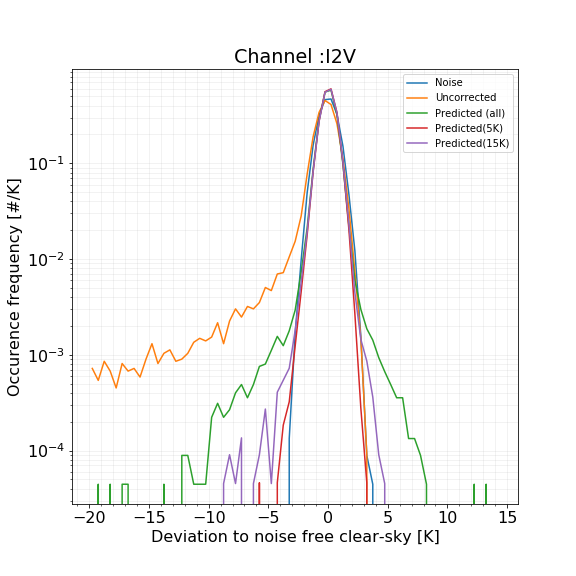 Channel :I2V
Noise
Uncorrected
Predicted (all)
Predicted(5K)
Predicted(15K)
Occurence frequency [#/K]
10⁻¹
10⁻²
10⁻³
10⁻⁴
−20 −15 −10 −5 0 5 10 15
Deviation to noise free clear-sky [K]